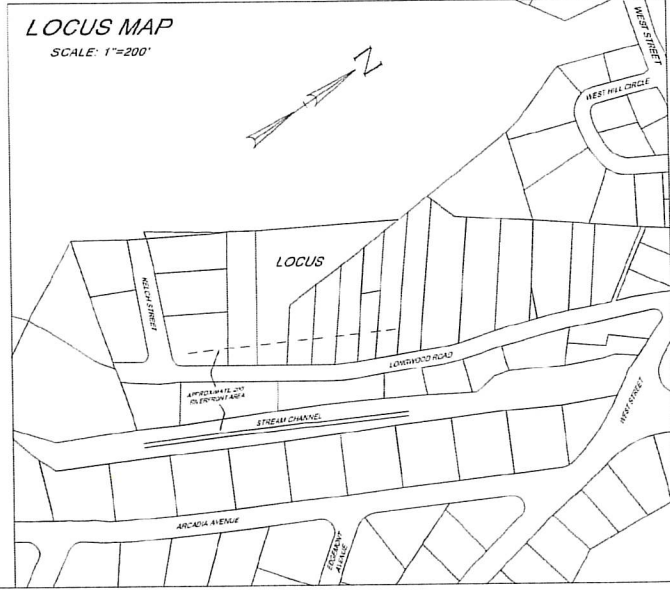 LOCUS MAP
SCALE: 1"=200'
N
WEST STREET
WEST HILL CIRCLE
LOCUS
KELCH STREET
LONGWOOD ROAD
APPROXIMATE 200'
RIVERFRONT AREA
STREAM CHANNEL
WEST STREET
ARCADIA AVENUE
EDGEMONT
AVENUE